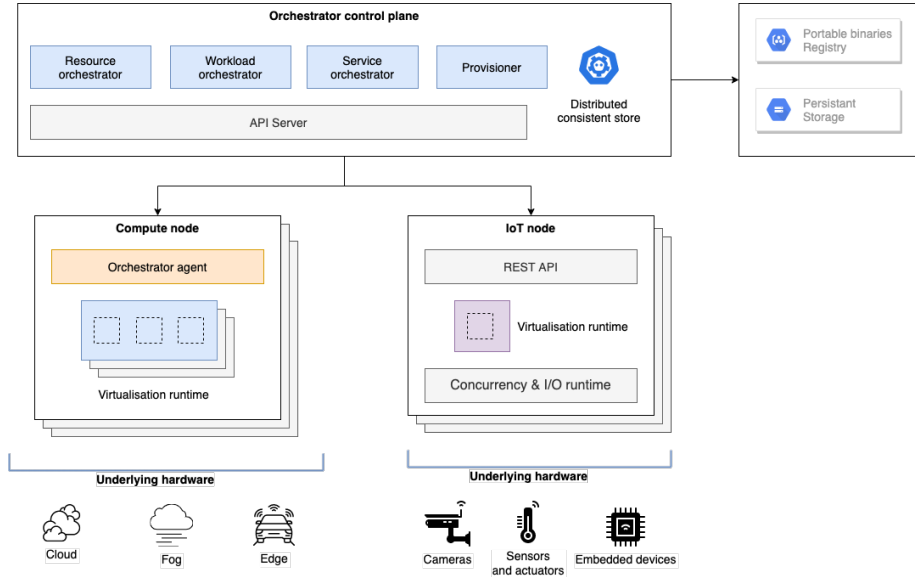 Orchestrator control plane
Resource
orchestrator
Workload
orchestrator
Service
orchestrator
Provisioner
Distributed
consistent store
API Server
Portable binaries
Registry
Persistant
Storage
Compute node
Orchestrator agent
Virtualisation runtime
IoT node
REST API
Virtualisation runtime
Concurrency & I/O runtime
Underlying hardware
Cloud
Fog
Edge
Underlying hardware
Cameras
Sensors
and actuators
Embedded devices